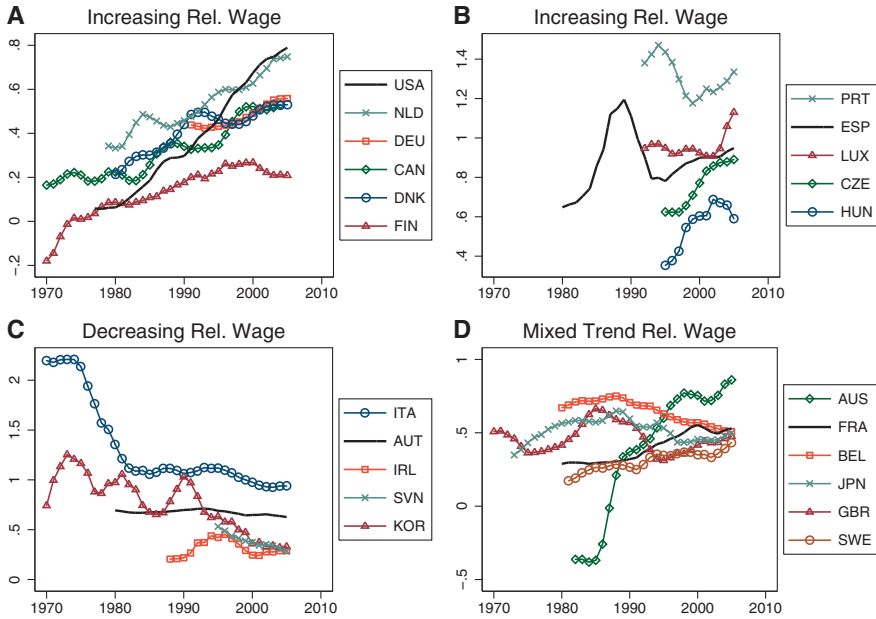 A
Increasing Rel. Wage
.8
.6
.4
.2
0
-.2
1970 1980 1990 2000 2010
USA
NLD
DEU
CAN
DNK
FIN
B
Increasing Rel. Wage
1.4
1.2
1
.8
.6
.4
1970 1980 1990 2000 2010
PRT
ESP
LUX
CZE
HUN
C
Decreasing Rel. Wage
2
1.5
1
.5
0
1970 1980 1990 2000 2010
ITA
AUT
IRL
SVN
KOR
D
Mixed Trend Rel. Wage
1
.5
0
-.5
1970 1980 1990 2000 2010
AUS
FRA
BEL
JPN
GBR
SWE